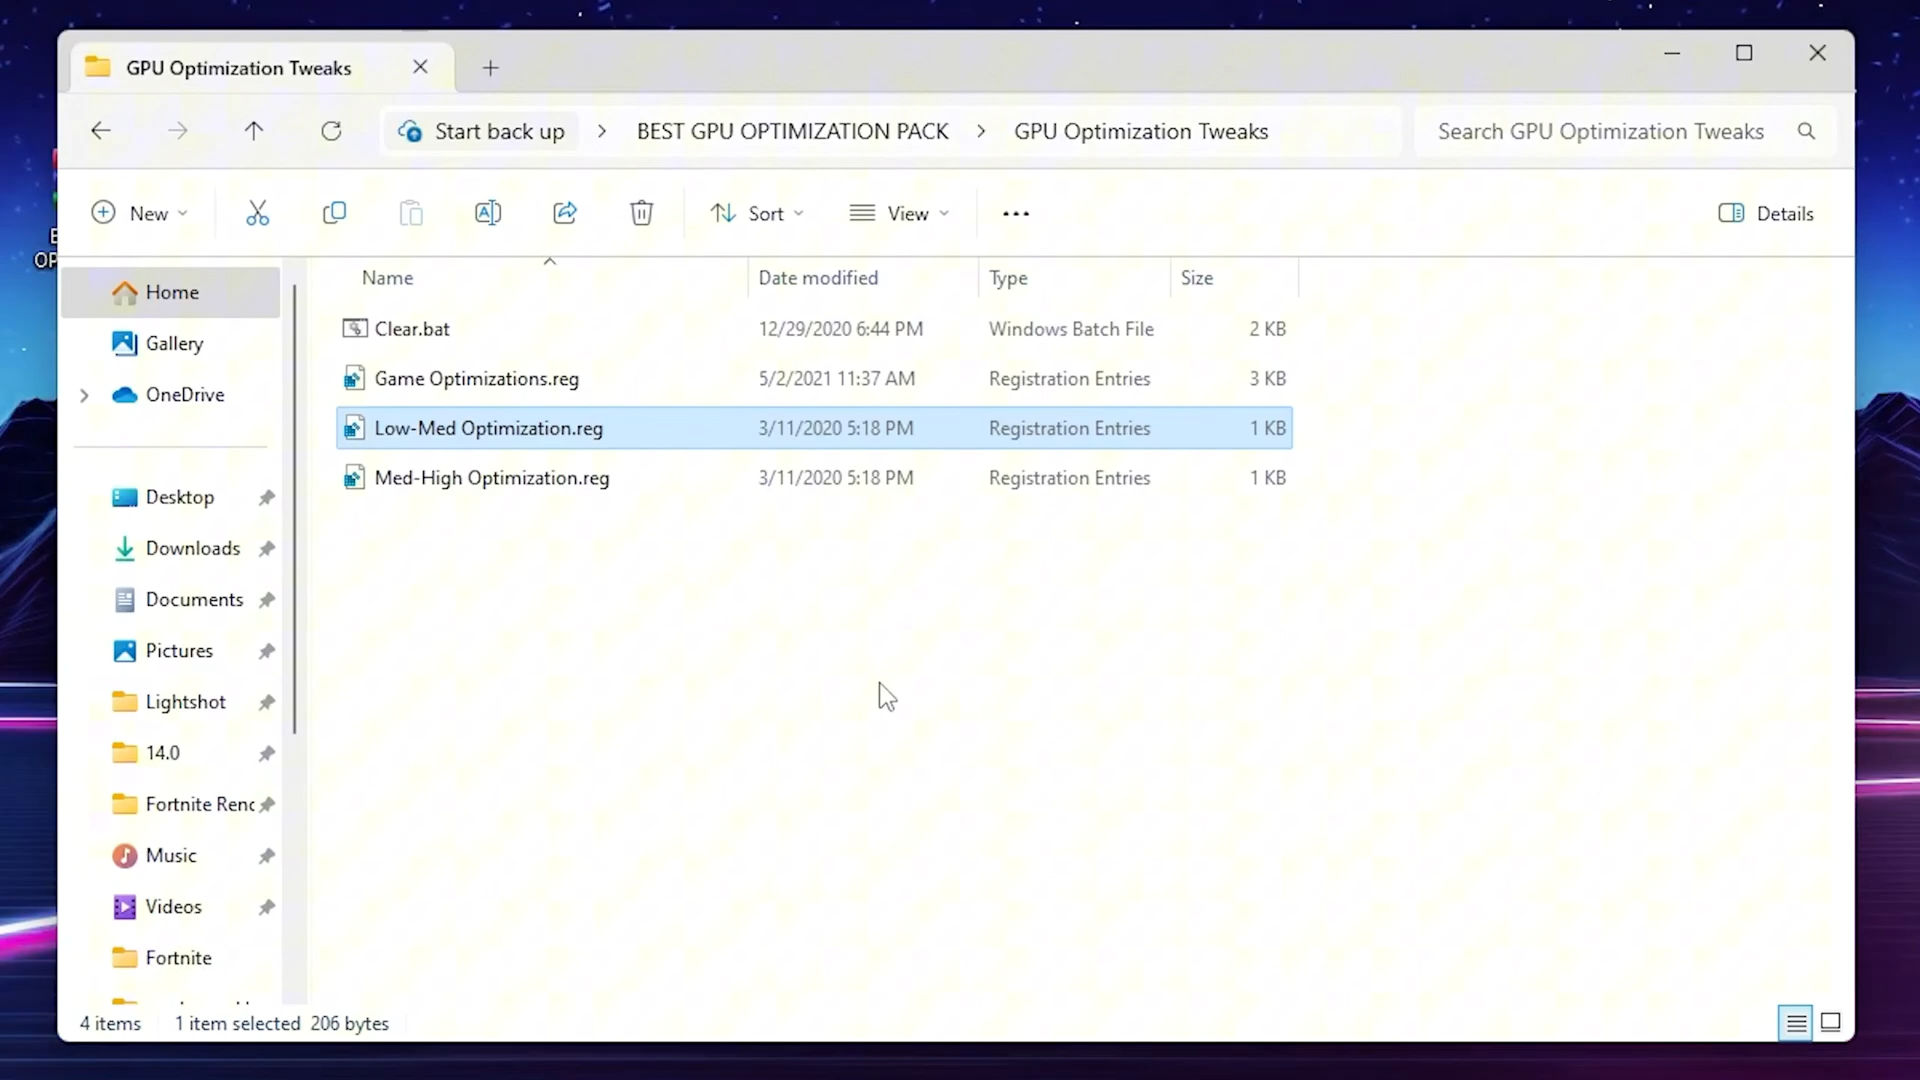 GPU Optimization Tweaks
Start back up > BEST GPU OPTIMIZATION PACK > GPU Optimization Tweaks
Search GPU Optimization Tweaks
New
Sort
View
Details
Name Date modified Type Size
Clear.bat 12/29/2020 6:44 PM Windows Batch File 2 KB
Game Optimizations.reg 5/2/2021 11:37 AM Registration Entries 3 KB
Low-Med Optimization.reg 3/11/2020 5:18 PM Registration Entries 1 KB
Med-High Optimization.reg 3/11/2020 5:18 PM Registration Entries 1 KB
Home
Gallery
OneDrive
Desktop
Downloads
Documents
Pictures
Lightshot
14.0
Fortnite Renc
Music
Videos
Fortnite
4 items 1 item selected 206 bytes
OP